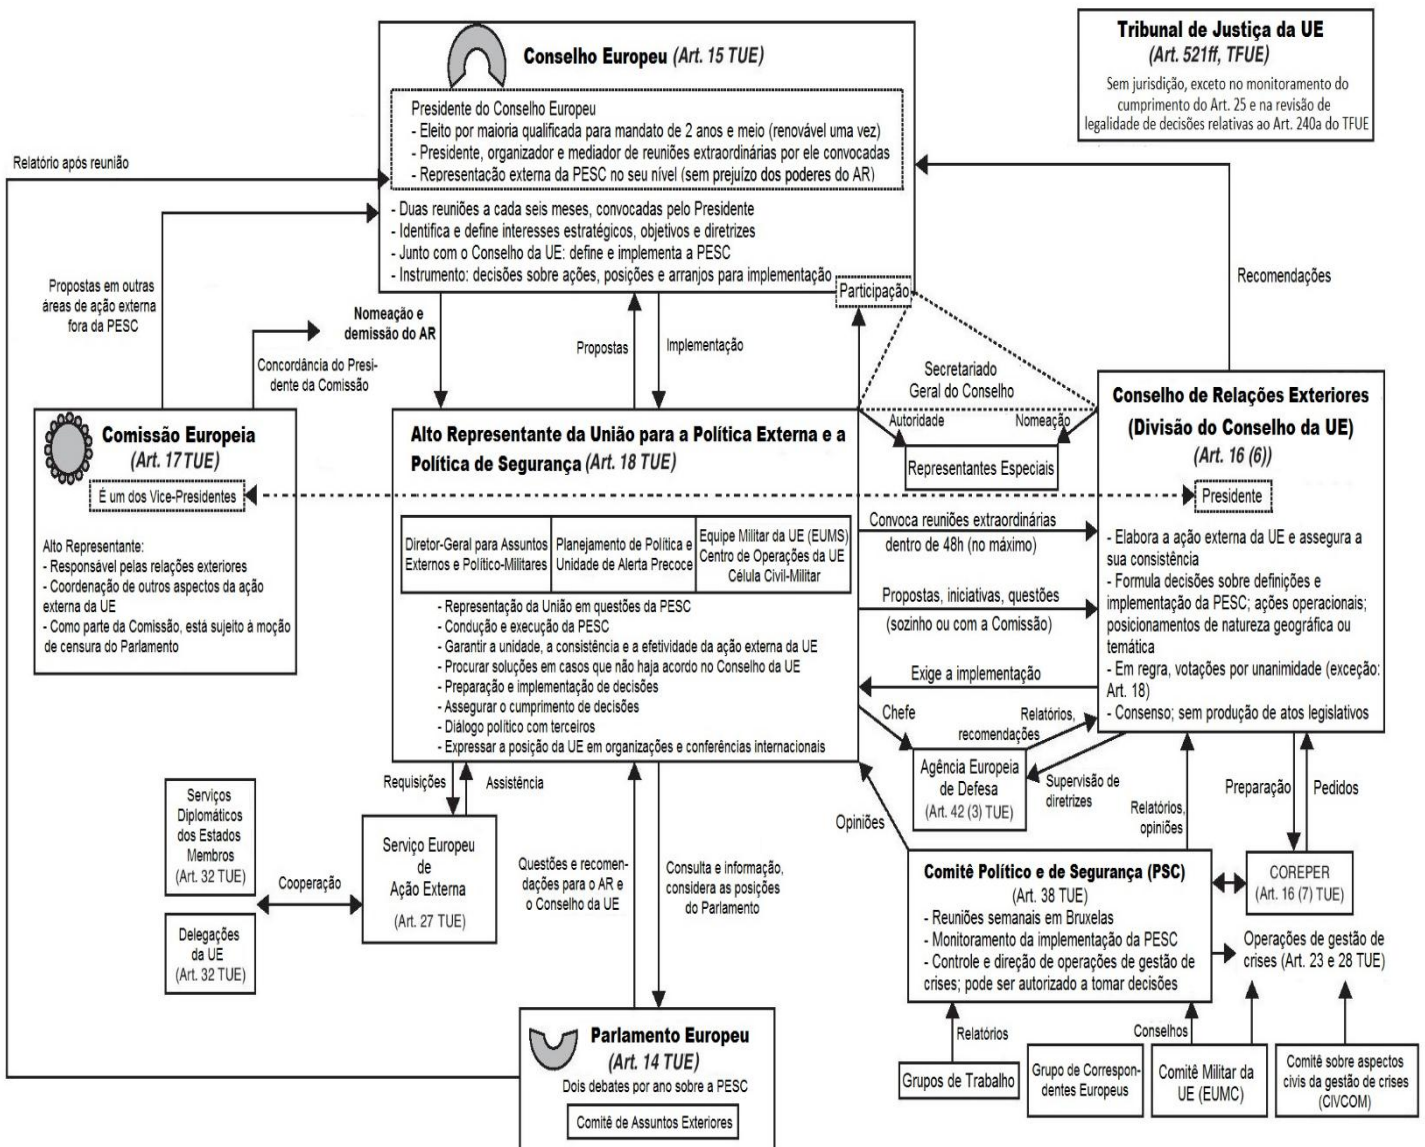 Conselho Europeu (Art. 15 TUE)
Presidente do Conselho Europeu
- Eleito por maioria qualificada para mandato de 2 anos e meio (renovável uma vez)
- Presidente, organizador e mediador de reuniões extraordinárias por ele convocadas
- Representação externa da PESC no seu nível (sem prejuízo dos poderes do AR)
- Duas reuniões a cada seis meses, convocadas pelo Presidente
- Identifica e define interesses estratégicos, objetivos e diretrizes
- Junto com o Conselho da UE: define e implementa a PESC
- Instrumento: decisões sobre ações, posições e arranjos para implementação
Tribunal de Justiça da UE
(Art. 521ff, TFUE)
Sem jurisdição, exceto no monitoramento do
cumprimento do Art. 25 e na revisão de
legalidade de decisões relativas ao Art. 240a do TFUE
Relatório após reunião
Propostas em outras
áreas de ação externa
fora da PESC
Nomeação e
demissão do AR
Concordância do Presi-
dente da Comissão
Propostas
Implementação
Participação
Secretariado
Geral do Conselho
Recomendações
Autoridade
Nomeação
Representantes Especiais
Comissão Europeia
(Art. 17 TUE)
É um dos Vice-Presidentes
Alto Representante:
- Responsável pelas relações exteriores
- Coordenação de outros aspectos da ação
externa da UE
- Como parte da Comissão, está sujeito à moção
de censura do Parlamento
Alto Representante da União para a Política Externa e a
Política de Segurança (Art. 18 TUE)
Diretor-Geral para Assuntos
Externos e Político-Militares
Planejamento de Política e
Unidade de Alerta Precoce
Equipe Militar da UE (EUMS)
Centro de Operações da UE
Célula Civil-Militar
- Representação da União em questões da PESC
- Condução e execução da PESC
- Garantir a unidade, a consistência e a efetividade da ação externa da UE
- Procurar soluções em casos que não haja acordo no Conselho da UE
- Preparação e implementação de decisões
- Assegurar o cumprimento de decisões
- Diálogo político com terceiros
- Expressar a posição da UE em organizações e conferências internacionais
Convoca reuniões extraordinárias
dentro de 48h (no máximo)
Propostas, iniciativas, questões
(sozinho ou com a Comissão)
Exige a implementação
Conselho de Relações Exteriores
(Divisão do Conselho da UE)
(Art. 16 (6))
Presidente
- Elabora a ação externa da UE e assegura a
sua consistência
- Formula decisões sobre definições e
implementação da PESC; ações operacionais;
posicionamentos de natureza geográfica ou
temática
- Em regra, votações por unanimidade (exceção:
Art. 18)
- Consenso; sem produção de atos legislativos
Chefe
Relatórios,
recomendações
Agência Europeia
de Defesa
(Art. 42 (3) TUE)
Supervisão de
diretrizes
Opiniões
Relatórios,
opiniões
Preparação
Pedidos
Requisições
Assistência
Serviços
Diplomáticos
dos Estados
Membros
(Art. 32 TUE)
Delegações
da UE
(Art. 32 TUE)
Cooperação
Serviço Europeu
de
Ação Externa
(Art. 27 TUE)
Questões e recomen-
dações para o AR e
o Conselho da UE
Consulta e informação,
considera as posições
do Parlamento
Comitê Político e de Segurança (PSC)
(Art. 38 TUE)
- Reuniões semanais em Bruxelas
- Monitoramento da implementação da PESC
- Controle e direção de operações de gestão de
crises; pode ser autorizado a tomar decisões
COREPER
(Art. 16 (7) TUE)
Operações de gestão de
crises (Art. 23 e 28 TUE)
Parlamento Europeu
(Art. 14 TUE)
Dois debates por ano sobre a PESC
Comitê de Assuntos Exteriores
Relatórios
Conselhos
Grupos de Trabalho
Grupo de Correspon-
dentes Europeus
Comitê Militar da
UE (EUMC)
Comitê sobre aspectos
civis da gestão de crises
(CIVCOM)